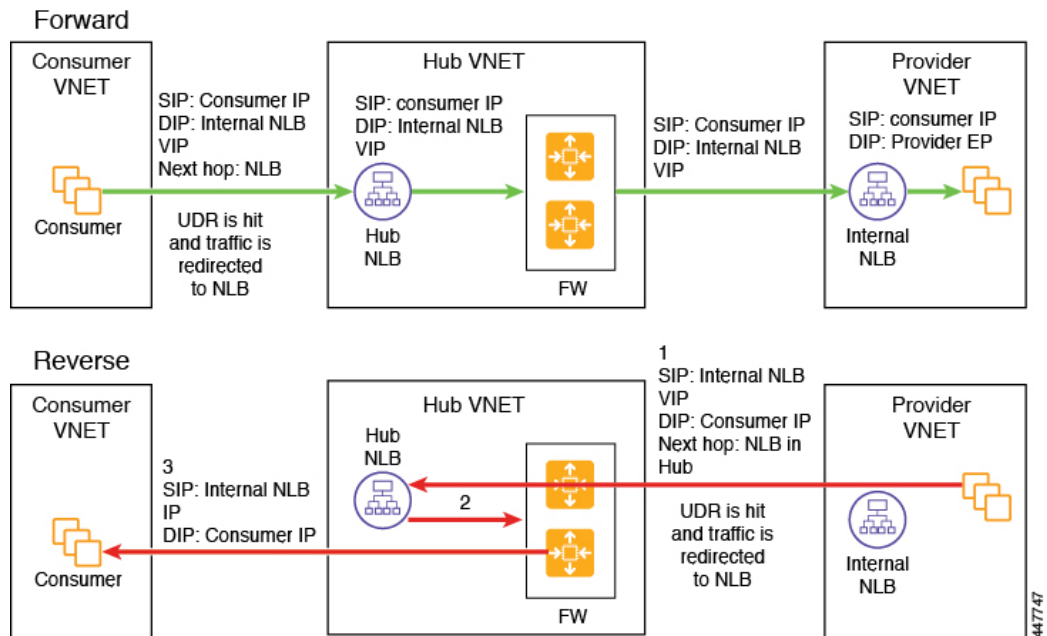 Forward
Consumer
VNET
SIP: Consumer IP
DIP: Internal NLB
VIP
Next hop: NLB
Consumer
UDR is hit
and traffic is
redirected
to NLB
Hub VNET
SIP: consumer IP
DIP: Internal NLB
VIP
Hub
NLB
FW
SIP: Consumer IP
DIP: Internal NLB
VIP
Provider
VNET
SIP: consumer IP
DIP: Provider EP
Internal
NLB
Reverse
Consumer
VNET
3
SIP: Internal NLB
IP
DIP: Consumer IP
Consumer
Hub VNET
Hub
NLB
2
FW
1
SIP: Internal NLB
VIP
DIP: Consumer IP
Next hop: NLB in
Hub
UDR is hit
and traffic is
redirected
to NLB
Provider
VNET
Internal
NLB
447747